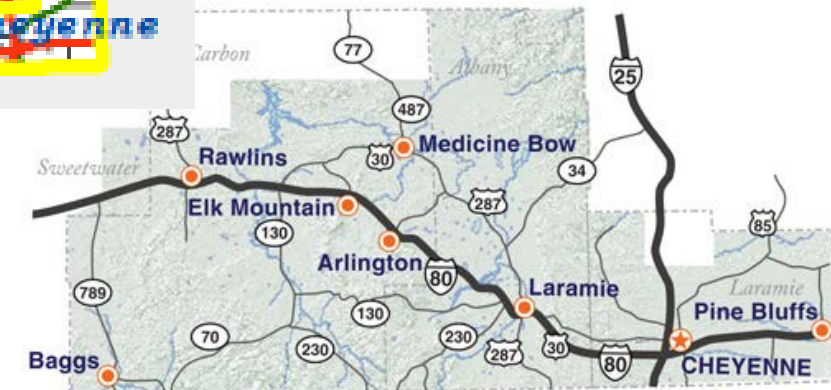 eyenne
Carbon
77
Albany
25
487
287
Medicine Bow
30
Rawlins
34
Sweetwater
Elk Mountain
287
85
130
Arlington
80
Laramie
Laramie
789
130
Pine Bluffs
70
230
230
287
30
80
Baggs
CHEYENNE